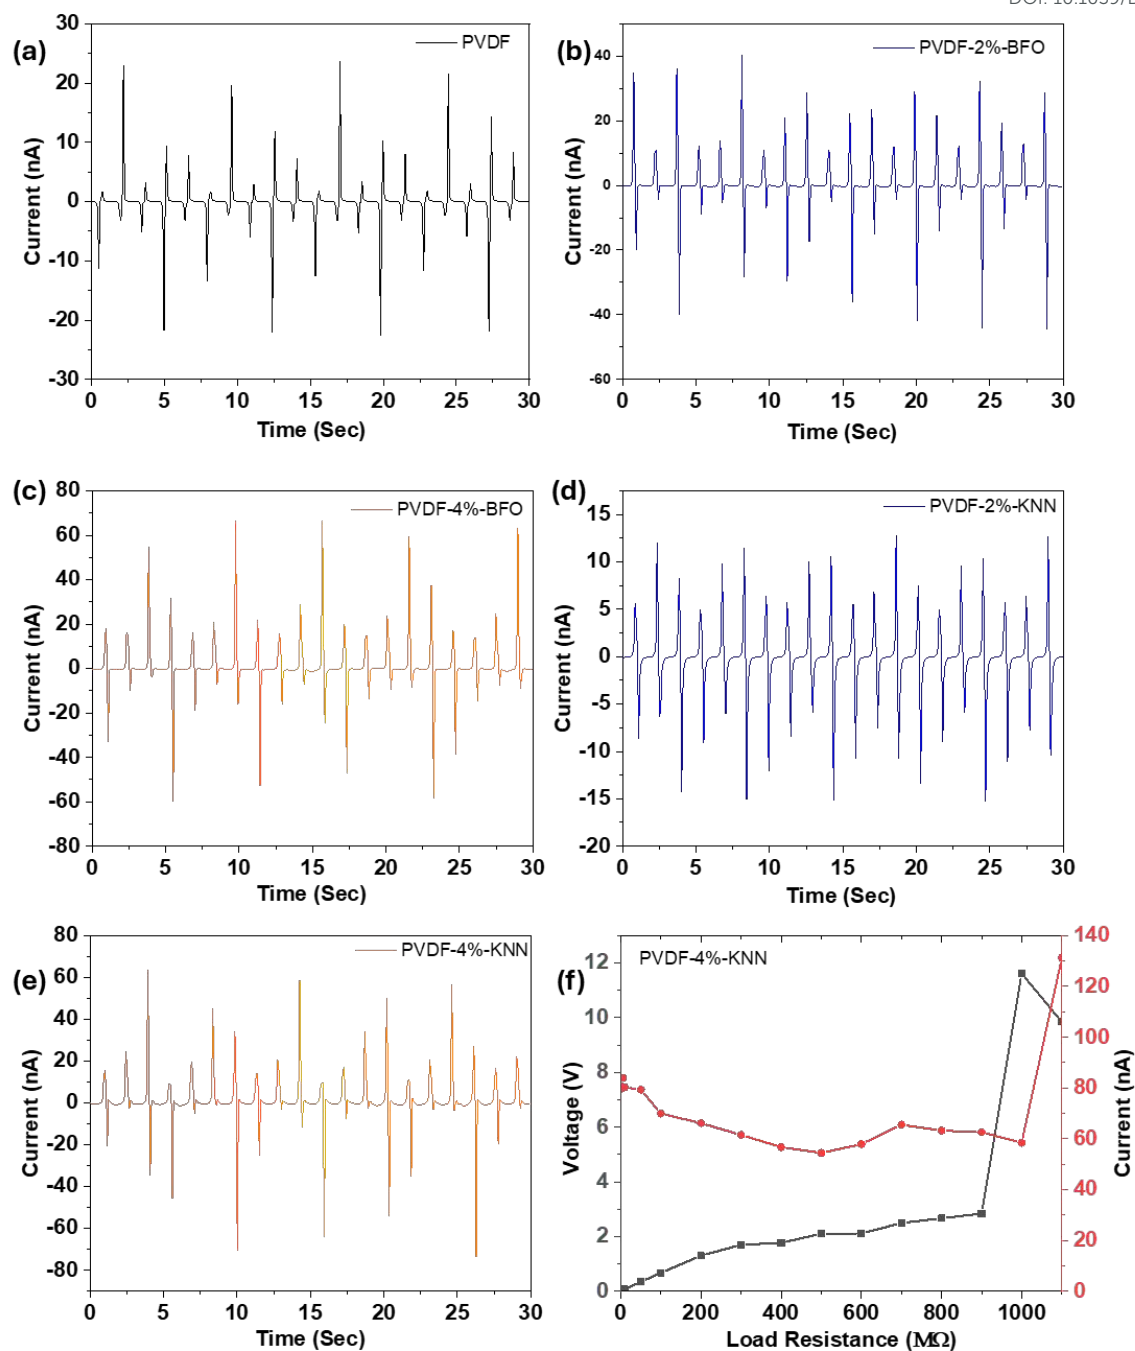 DOI: 10.1039/D
(a)
PVDF
Current (nA)
30
20
10
0
-10
-20
-30
0 5 10 15 20 25 30
Time (Sec)
(b)
PVDF-2%-BFO
Current (nA)
40
20
0
-20
-40
-60
0 5 10 15 20 25 30
Time (Sec)
(c)
PVDF-4%-BFO
Current (nA)
80
60
40
20
0
-20
-40
-60
-80
0 5 10 15 20 25 30
Time (Sec)
(d)
PVDF-2%-KNN
Current (nA)
15
10
5
0
-5
-10
-15
-20
0 5 10 15 20 25 30
Time (Sec)
(e)
PVDF-4%-KNN
Current (nA)
80
60
40
20
0
-20
-40
-60
-80
0 5 10 15 20 25 30
Time (Sec)
PVDF-4%-KNN
(f)
Voltage (V)
12
10
8
6
4
2
0
Current (nA)
140
120
100
80
60
40
20
0
0 200 400 600 800 1000
Load Resistance (MΩ)